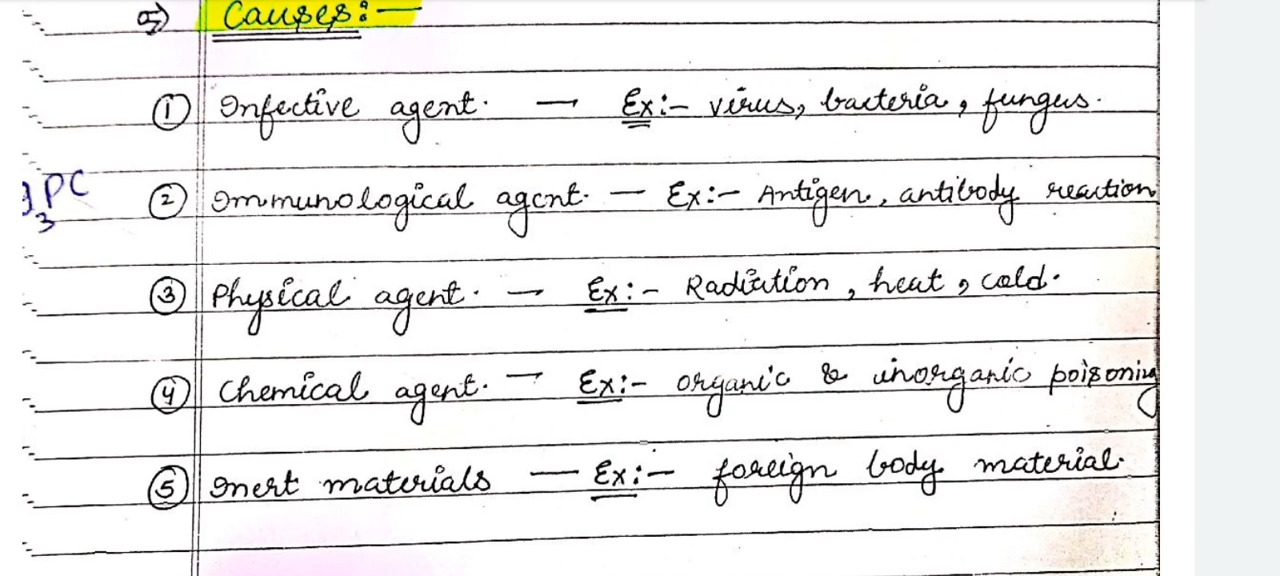 5) Causes:-
① Infective agent. — Ex:- virus, bacteria, fungus.
IPC
3
② Immunological agent. — Ex:- Antigen, antibody reaction
③ Physical agent. — Ex:- Radiation, heat, cold.
④ Chemical agent. — Ex:- organic & inorganic poisoning
⑤ Inert materials — Ex:- foreign body material.